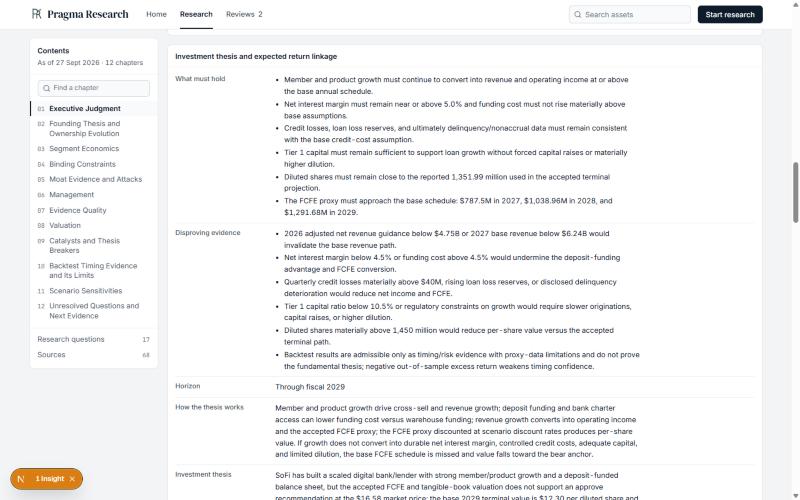 Pragma Research
Home
Research
Reviews 2
Search assets
Start research
Contents
As of 27 Sept 2026 · 12 chapters
Find a chapter
01 Executive Judgment
02 Founding Thesis and
Ownership Evolution
03 Segment Economics
04 Binding Constraints
05 Moat Evidence and Attacks
06 Management
07 Evidence Quality
08 Valuation
09 Catalysts and Thesis
Breakers
10 Backtest Timing Evidence
and Its Limits
11 Scenario Sensitivities
12 Unresolved Questions and
Next Evidence
Research questions 17
Sources 68
1 Insight
Investment thesis and expected return linkage
What must hold
• Member and product growth must continue to convert into revenue and operating income at or above
the base annual schedule.
• Net interest margin must remain near or above 5.0% and funding cost must not rise materially above
base assumptions.
• Credit losses, loan loss reserves, and ultimately delinquency/nonaccrual data must remain consistent
with the base credit-cost assumption.
• Tier 1 capital must remain sufficient to support loan growth without forced capital raises or materially
higher dilution.
• Diluted shares must remain close to the reported 1,351.99 million used in the accepted terminal
projection.
• The FCFE proxy must approach the base schedule: $787.5M in 2027, $1,038.96M in 2028, and
$1,291.68M in 2029.
Disproving evidence
• 2026 adjusted net revenue guidance below $4.75B or 2027 base revenue below $6.24B would
invalidate the base revenue path.
• Net interest margin below 4.5% or funding cost above 4.5% would undermine the deposit-funding
advantage and FCFE conversion.
• Quarterly credit losses materially above $40M, rising loan loss reserves, or disclosed delinquency
deterioration would reduce net income and FCFE.
• Tier 1 capital ratio below 10.5% or regulatory constraints on growth would require slower originations,
capital raises, or higher dilution.
• Diluted shares materially above 1,450 million would reduce per-share value versus the accepted
terminal path.
• Backtest results are admissible only as timing/risk evidence with proxy-data limitations and do not prove
the fundamental thesis; negative out-of-sample excess return weakens timing confidence.
Horizon
Through fiscal 2029
How the thesis works
Member and product growth drive cross-sell and revenue growth; deposit funding and bank charter
access can lower funding cost versus warehouse funding; revenue growth converts into operating income
and the accepted FCFE proxy; the FCFE proxy discounted at scenario discount rates produces per-share
value. If growth does not convert into durable net interest margin, controlled credit costs, adequate capital,
and limited dilution, the base FCFE schedule is missed and value falls toward the bear anchor.
Investment thesis
SoFi has built a scaled digital bank/lender with strong member/product growth and a deposit-funded
balance sheet, but the accepted FCFE and tangible-book valuation does not support an approve
recommendation at the $16.58 market price: the base 2029 terminal value is $12.30 per diluted share and